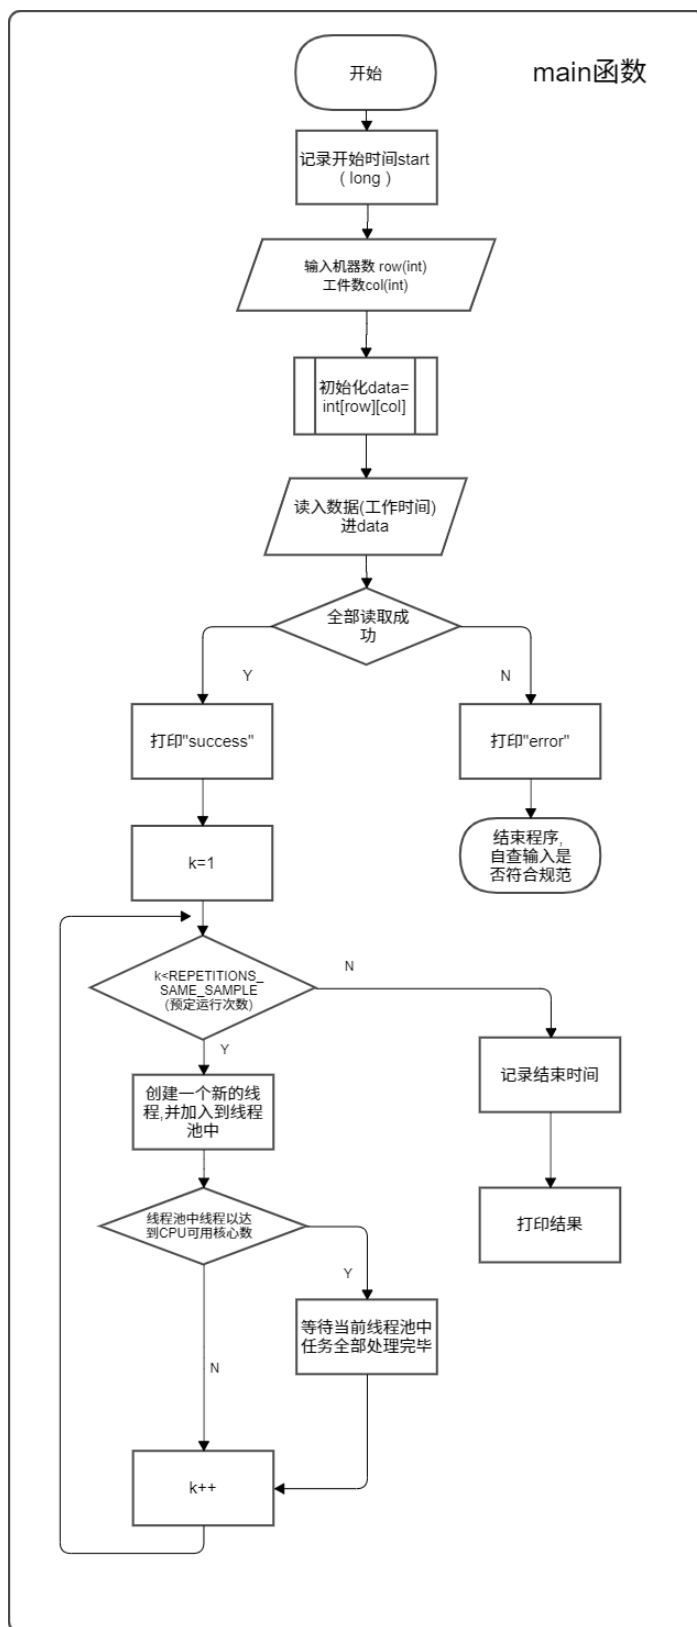 main函数
开始
记录开始时间start
( long )
输入机器数 row(int)
工件数col(int)
初始化data=
int[row][col]
读入数据(工作时间)
进data
全部读取成
功
Y
N
打印"success"
打印"error"
k=1
结束程序,
自查输入是
否符合规范
k<REPETITIONS_
SAME_SAMPLE
(预定运行次数)
N
Y
创建一个新的线
程,并加入到线程
池中
记录结束时间
线程池中线程以达
到CPU可用核心数
打印结果
Y
等待当前线程池中
任务全部处理完毕
N
k++